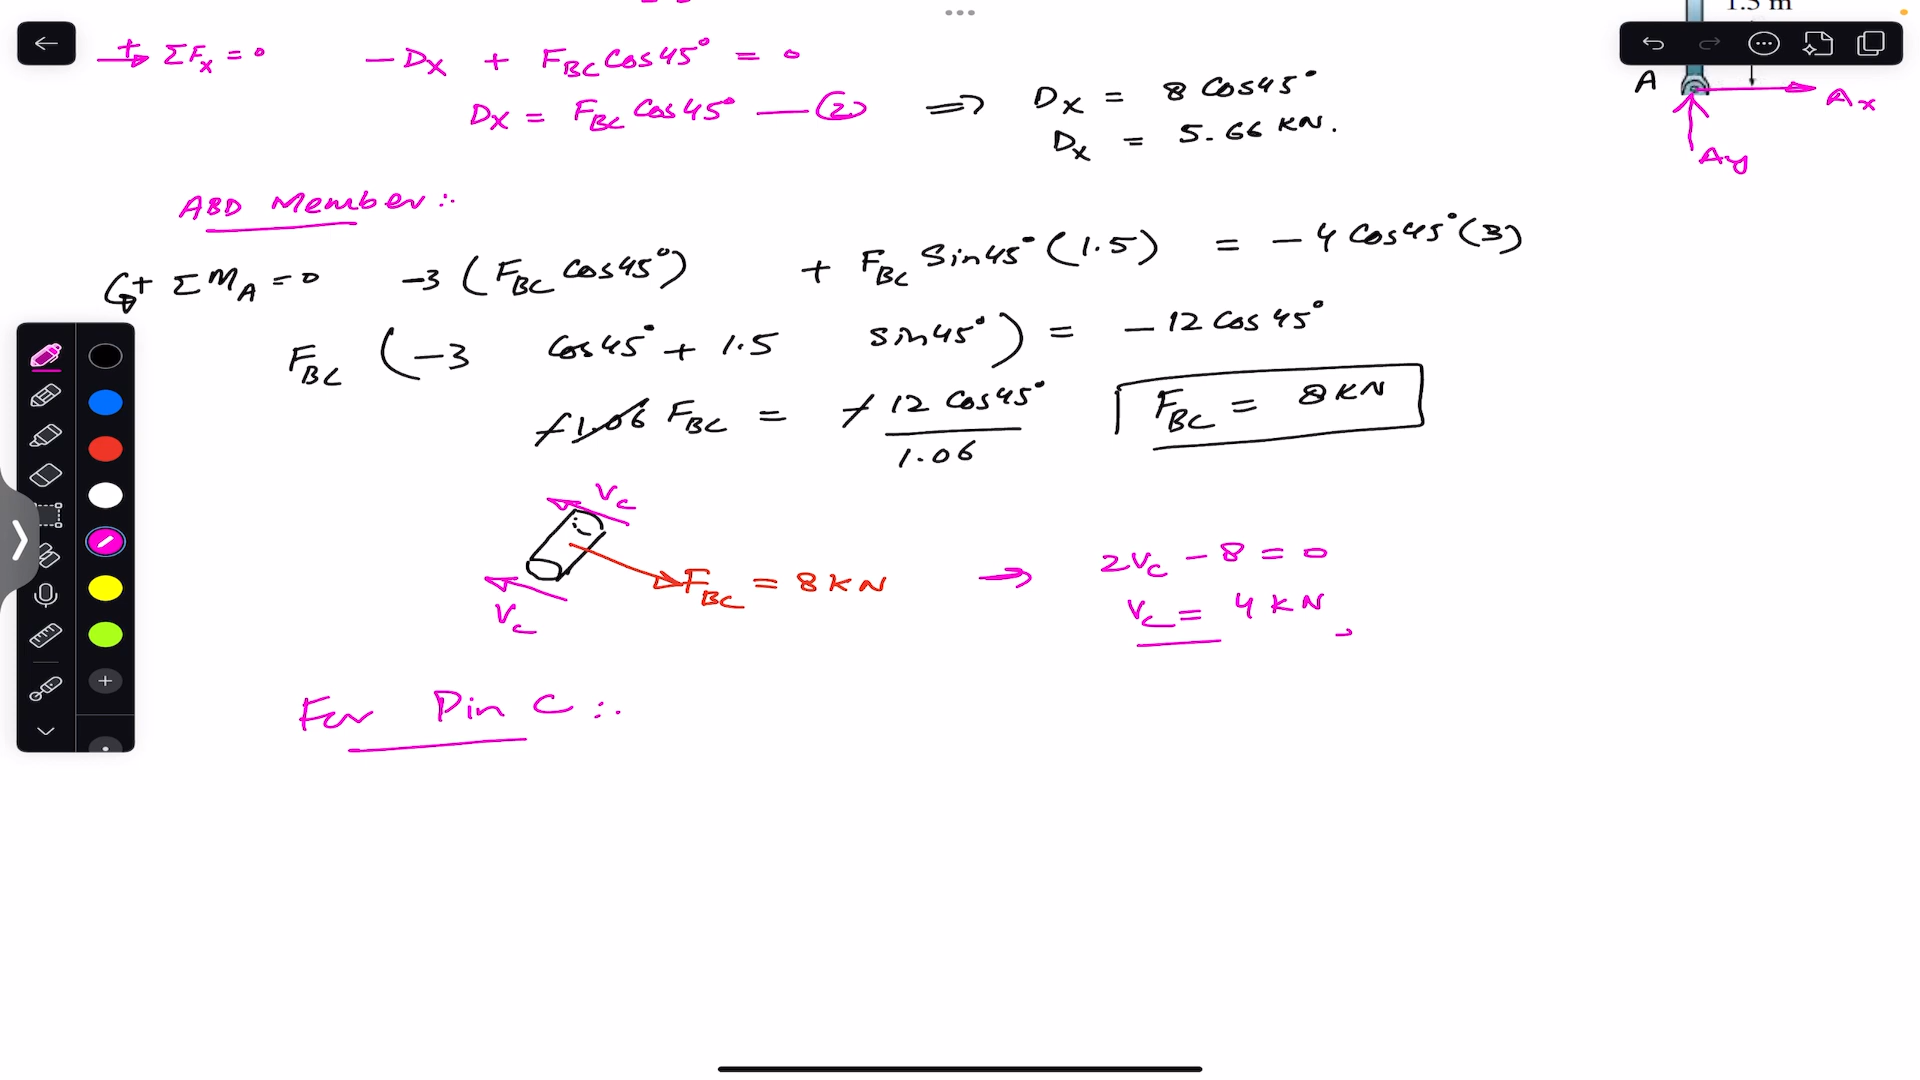 1.5 m
→+ ΣFx = 0   -Dx + FBC Cos45° = 0
Dx = FBC Cos45° — (2) ⟹ Dx = 8 Cos45°
Dx = 5.66 KN.
A
Ax
Ay
ABD Member :-
↺+ ΣMA = 0   -3 (FBC Cos45°) + FBC Sin45° (1.5) = -4 Cos45° (3)
FBC (-3 Cos45° + 1.5 Sin45°) = -12 Cos45°
-1.06 FBC = -12 Cos45° / 1.06   FBC = 8 KN
Vc
FBC = 8 KN → 2Vc - 8 = 0
Vc
Vc = 4 KN,
For Pin C :-